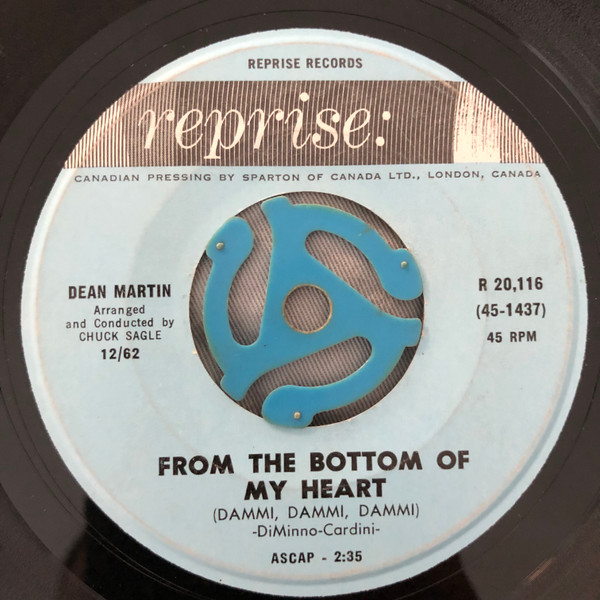 REPRISE RECORDS
reprise:
CANADIAN PRESSING BY SPARTON OF CANADA LTD., LONDON, CANADA
DEAN MARTIN
Arranged
and Conducted by
CHUCK SAGLE
12/62
R 20,116
(45-1437)
45 RPM
FROM THE BOTTOM OF
MY HEART
(DAMMI, DAMMI, DAMMI)
-DiMinno-Cardini-
ASCAP - 2:35